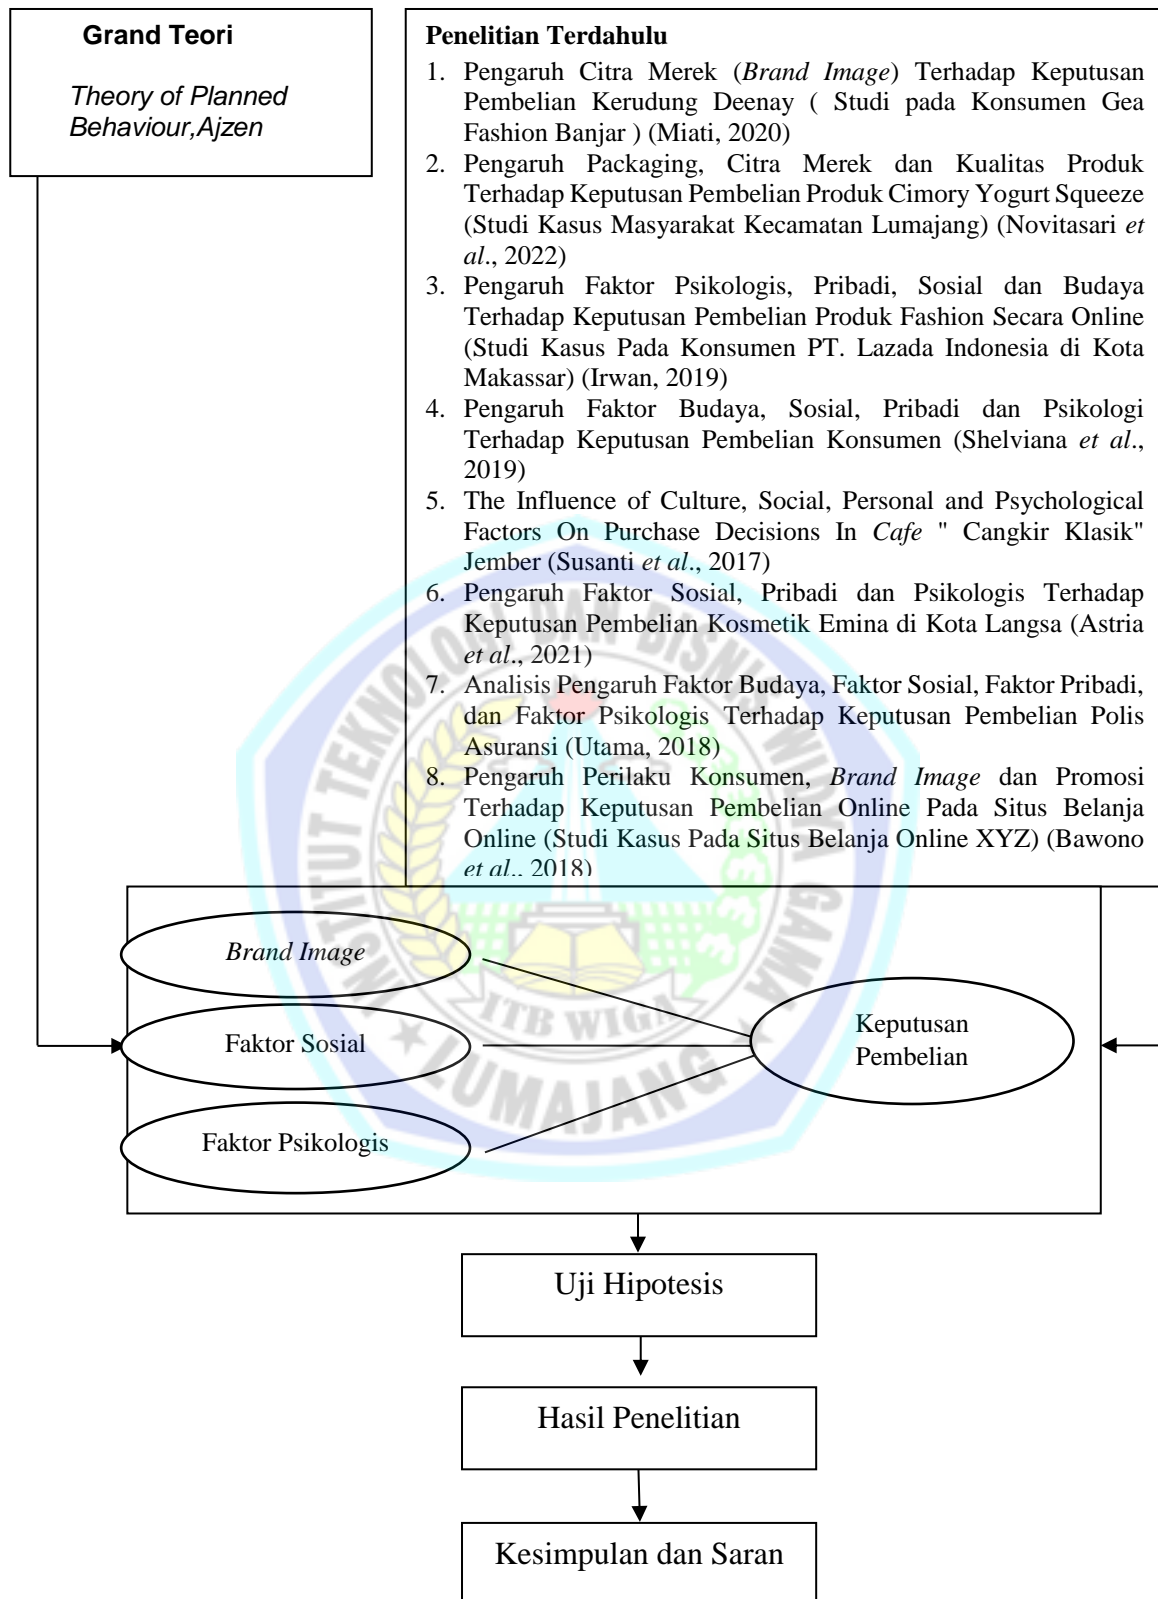 Grand Teori
Theory of Planned
Behaviour,Ajzen
Penelitian Terdahulu
1. Pengaruh Citra Merek (Brand Image) Terhadap Keputusan
Pembelian Kerudung Deenay ( Studi pada Konsumen Gea
Fashion Banjar ) (Miati, 2020)
2. Pengaruh Packaging, Citra Merek dan Kualitas Produk
Terhadap Keputusan Pembelian Produk Cimory Yogurt Squeeze
(Studi Kasus Masyarakat Kecamatan Lumajang) (Novitasari et
al., 2022)
3. Pengaruh Faktor Psikologis, Pribadi, Sosial dan Budaya
Terhadap Keputusan Pembelian Produk Fashion Secara Online
(Studi Kasus Pada Konsumen PT. Lazada Indonesia di Kota
Makassar) (Irwan, 2019)
4. Pengaruh Faktor Budaya, Sosial, Pribadi dan Psikologi
Terhadap Keputusan Pembelian Konsumen (Shelviana et al.,
2019)
5. The Influence of Culture, Social, Personal and Psychological
Factors On Purchase Decisions In Cafe " Cangkir Klasik"
Jember (Susanti et al., 2017)
6. Pengaruh Faktor Sosial, Pribadi dan Psikologis Terhadap
Keputusan Pembelian Kosmetik Emina di Kota Langsa (Astria
et al., 2021)
7. Analisis Pengaruh Faktor Budaya, Faktor Sosial, Faktor Pribadi,
dan Faktor Psikologis Terhadap Keputusan Pembelian Polis
Asuransi (Utama, 2018)
8. Pengaruh Perilaku Konsumen, Brand Image dan Promosi
Terhadap Keputusan Pembelian Online Pada Situs Belanja
Online (Studi Kasus Pada Situs Belanja Online XYZ) (Bawono
et al., 2018)
Brand Image
Faktor Sosial
Faktor Psikologis
Keputusan
Pembelian
INSTITUT TEKNOLOGI DAN BISNIS WIDYA GAMA
ITB WIGA
LUMAJANG
Uji Hipotesis
Hasil Penelitian
Kesimpulan dan Saran